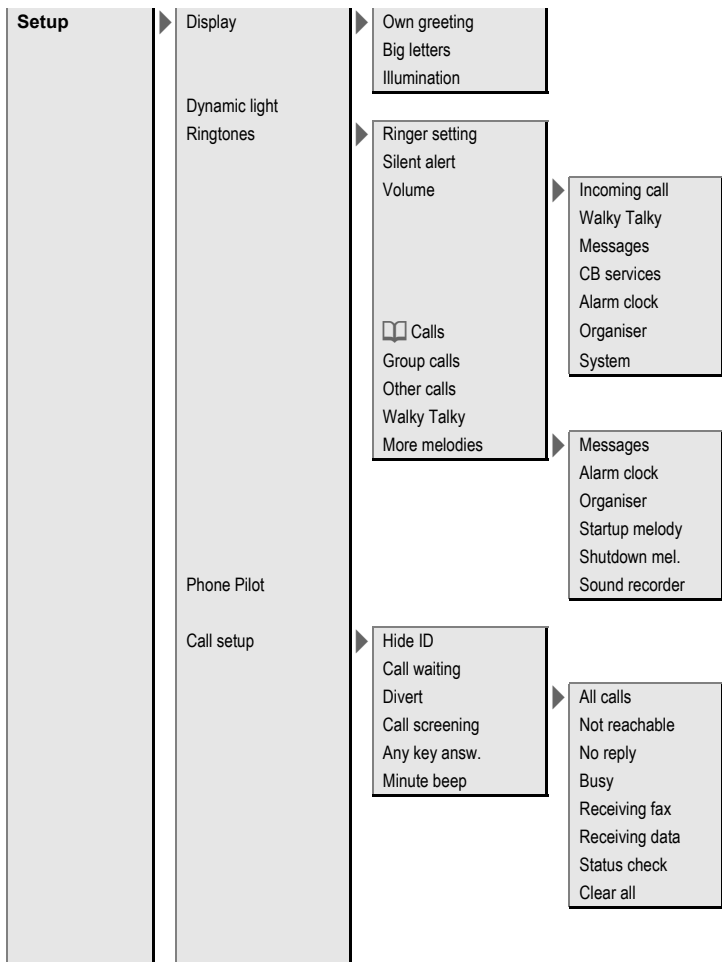 Setup Display Own greeting
Big letters
Illumination
Dynamic light
Ringtones Ringer setting
Silent alert
Volume Incoming call
Walky Talky
Messages
CB services
Alarm clock
Calls Organiser
Group calls System
Other calls
Walky Talky
More melodies Messages
Alarm clock
Organiser
Startup melody
Shutdown mel.
Phone Pilot Sound recorder
Call setup Hide ID
Call waiting
Divert All calls
Call screening Not reachable
Any key answ. No reply
Minute beep Busy
Receiving fax
Receiving data
Status check
Clear all